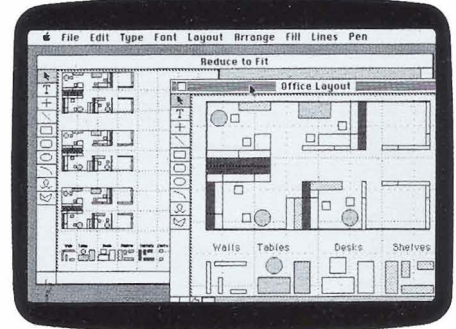 File Edit Type Font Layout Arrange Fill Lines Pen
Reduce to Fit
Office Layout
T
T
Walls Tables Desks Shelves